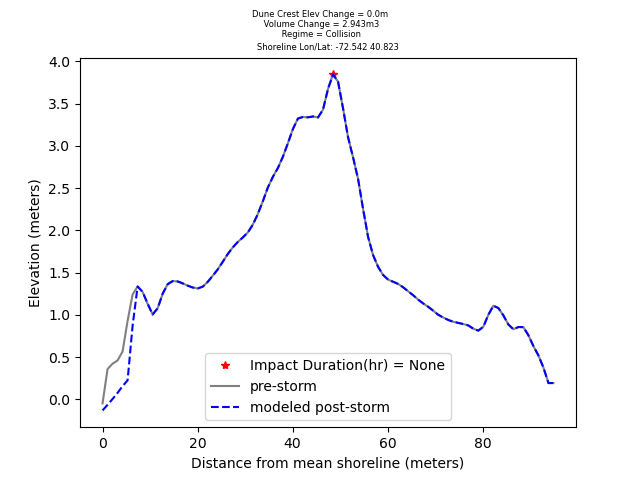 Dune Crest Elev Change = 0.0m
Volume Change = 2.943m3
Regime = Collision
Shoreline Lon/Lat: -72.542 40.823
4.0
3.5
3.0
2.5
2.0
1.5
1.0
0.5
0.0
Elevation (meters)
Impact Duration(hr) = None
pre-storm
modeled post-storm
0 20 40 60 80
Distance from mean shoreline (meters)